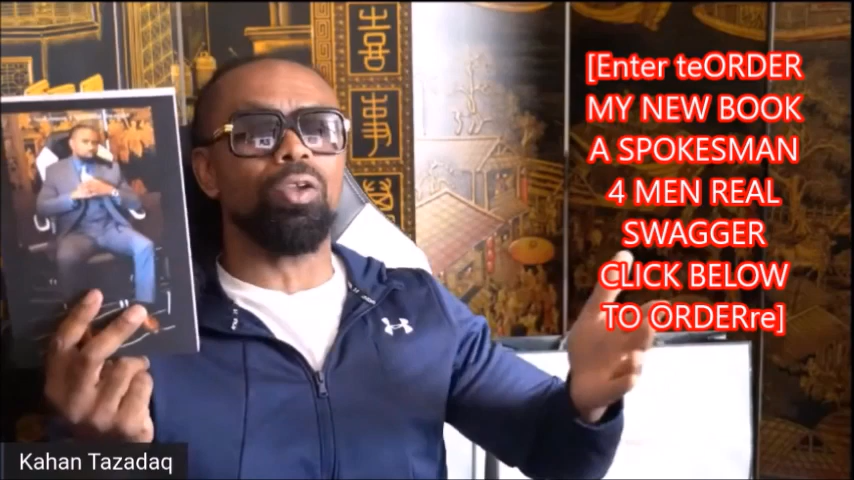 喜
事
[Enter teORDER
MY NEW BOOK
A SPOKESMAN
4 MEN REAL
SWAGGER
CLICK BELOW
TO ORDERre]
Kahan Tazadaq